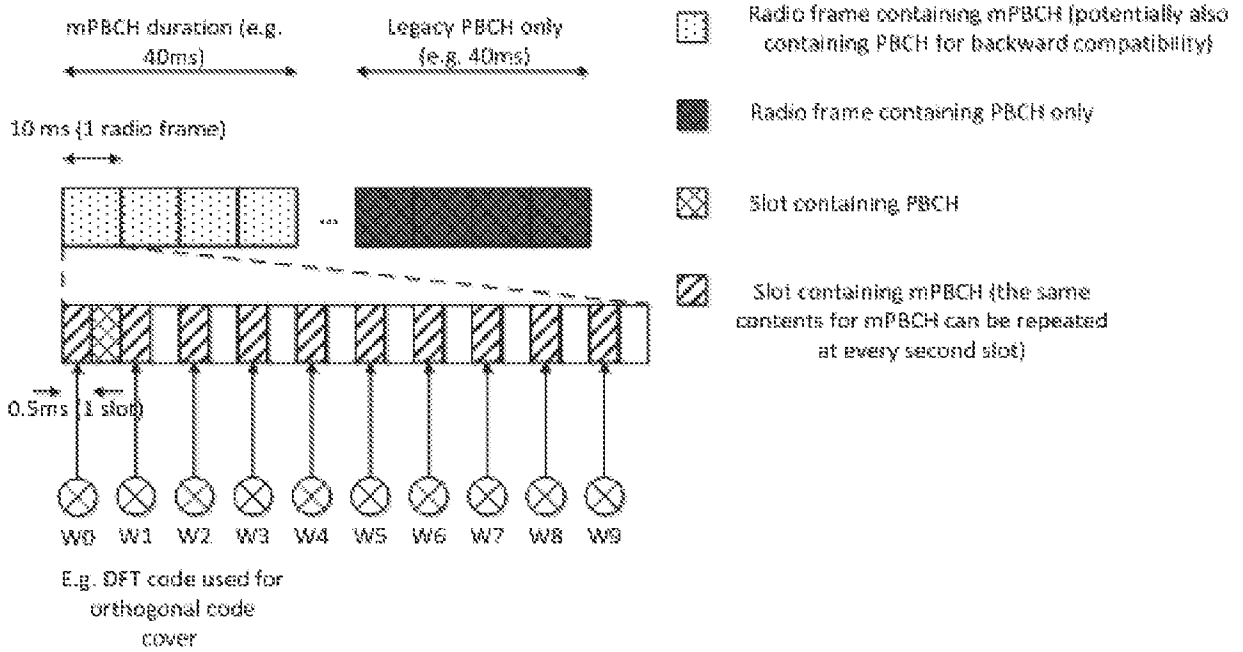 mPBCH duration (e.g.
40ms)
Legacy PBCH only
(e.g. 40ms)
10 ms (1 radio frame)
...
0.5ms (1 slot)
W0 W1 W2 W3 W4 W5 W6 W7 W8 W9
E.g. DFT code used for
orthogonal code
cover
Radio frame containing mPBCH (potentially also
containing PBCH for backward compatibility)
Radio frame containing PBCH only
Slot containing PBCH
Slot containing mPBCH (the same
contents for mPBCH can be repeated
at every second slot)